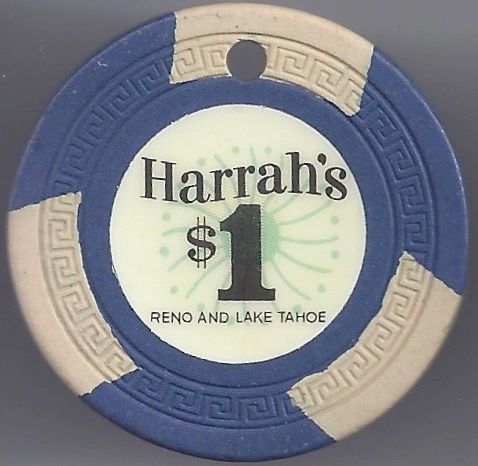 Harrah's
$1
RENO AND LAKE TAHOE